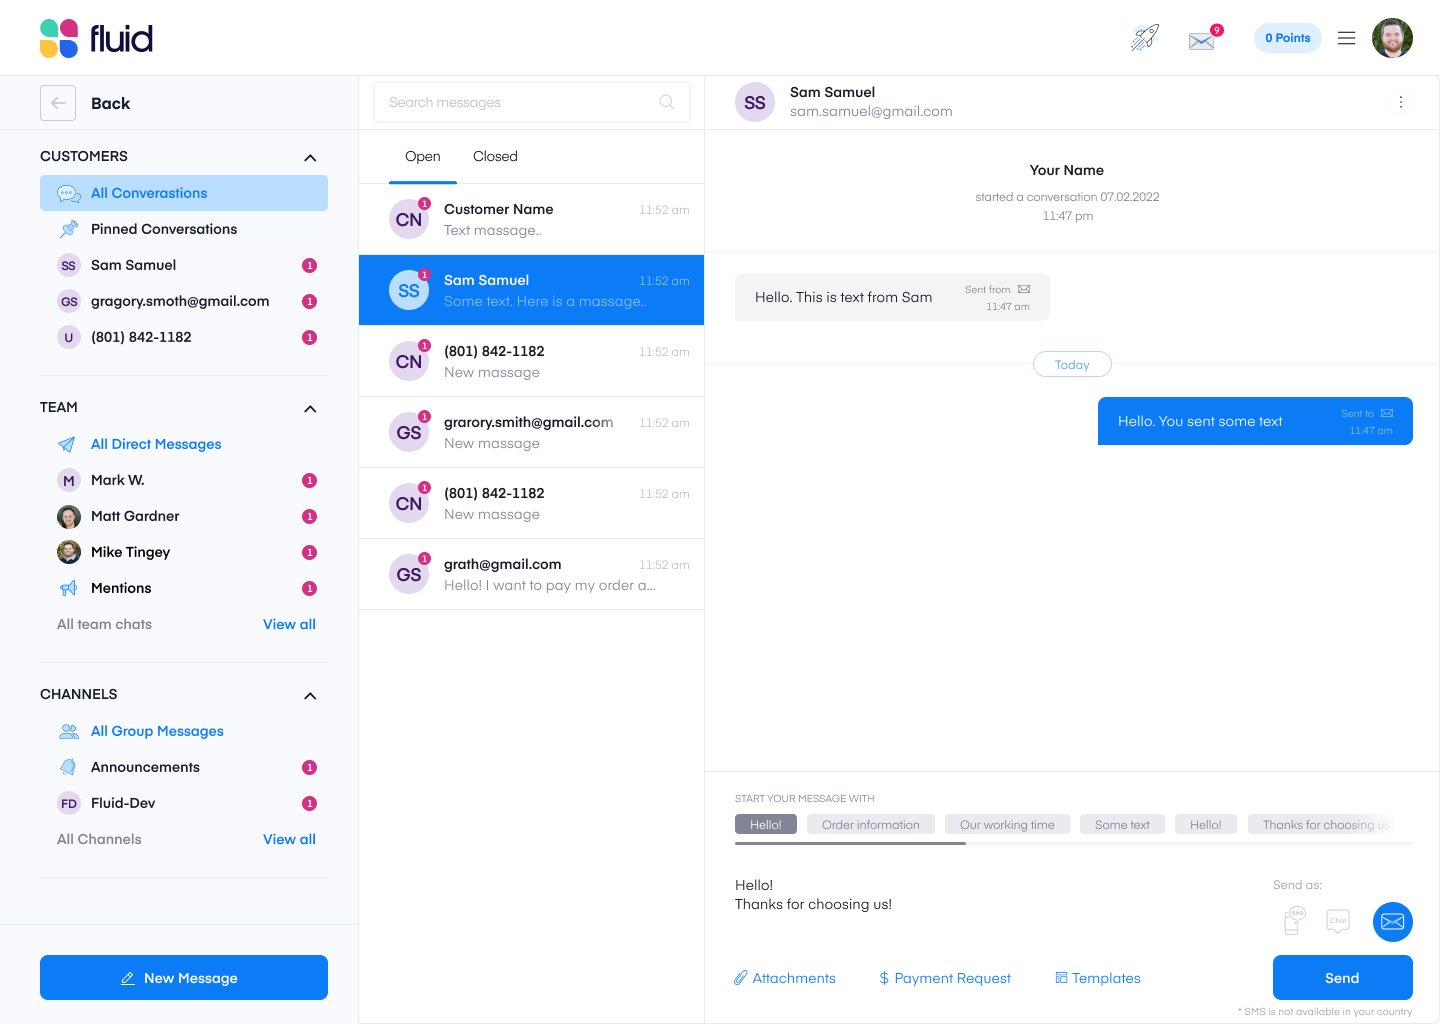 fluid
9
0 Points
Back
CUSTOMERS
All Converastions
Pinned Conversations
SS Sam Samuel 1
GS gragory.smoth@gmail.com 1
U (801) 842-1182 1
TEAM
All Direct Messages
M Mark W. 1
Matt Gardner 1
Mike Tingey 1
Mentions 1
All team chats View all
CHANNELS
All Group Messages
Announcements 1
FD Fluid-Dev 1
All Channels View all
New Message
Search messages
Open Closed
CN 1 Customer Name 11:52 am
Text massage..
SS 1 Sam Samuel 11:52 am
Some text. Here is a massage..
CN 1 (801) 842-1182 11:52 am
New massage
GS 1 grarory.smith@gmail.com 11:52 am
New massage
CN 1 (801) 842-1182 11:52 am
New massage
GS 1 grath@gmail.com 11:52 am
Hello! I want to pay my order a...
SS Sam Samuel
sam.samuel@gmail.com
Your Name
started a conversation 07.02.2022
11:47 pm
Hello. This is text from Sam Sent from
11:47 am
Today
Hello. You sent some text Sent to
11:47 am
START YOUR MESSAGE WITH
Hello! Order information Our working time Some text Hello! Thanks for choosing us
Hello!
Thanks for choosing us!
Send as:
SMS Chat
Attachments $ Payment Request Templates
Send
* SMS is not available in your country